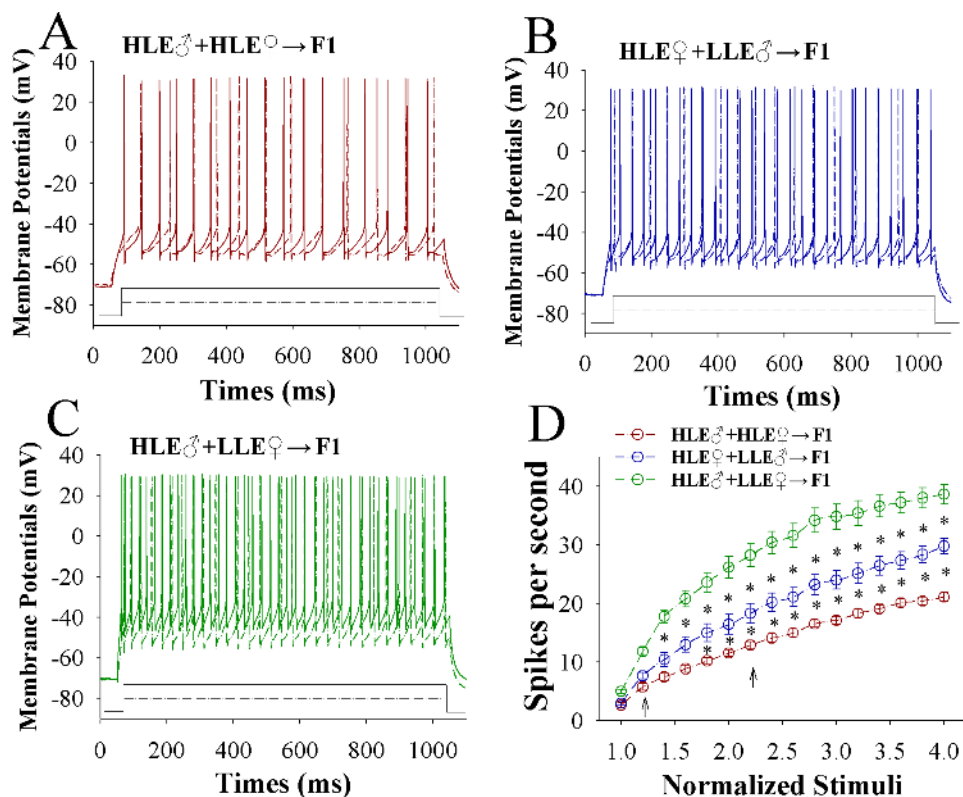 A
HLE♂+HLE♀→F1
Membrane Potentials (mV)
40
20
0
-20
-40
-60
-80
0 200 400 600 800 1000
Times (ms)
B
HLE♀+LLE♂→F1
Membrane Potentials (mV)
40
20
0
-20
-40
-60
-80
0 200 400 600 800 1000
Times (ms)
C
HLE♂+LLE♀→F1
Membrane Potentials (mV)
40
20
0
-20
-40
-60
-80
0 200 400 600 800 1000
Times (ms)
D
HLE♂+HLE♀→F1
HLE♀+LLE♂→F1
HLE♂+LLE♀→F1
Spikes per second
40
30
20
10
0
* * * * * * * * * * * *
* * * * * * * * * * * *
1.0 1.5 2.0 2.5 3.0 3.5 4.0
Normalized Stimuli